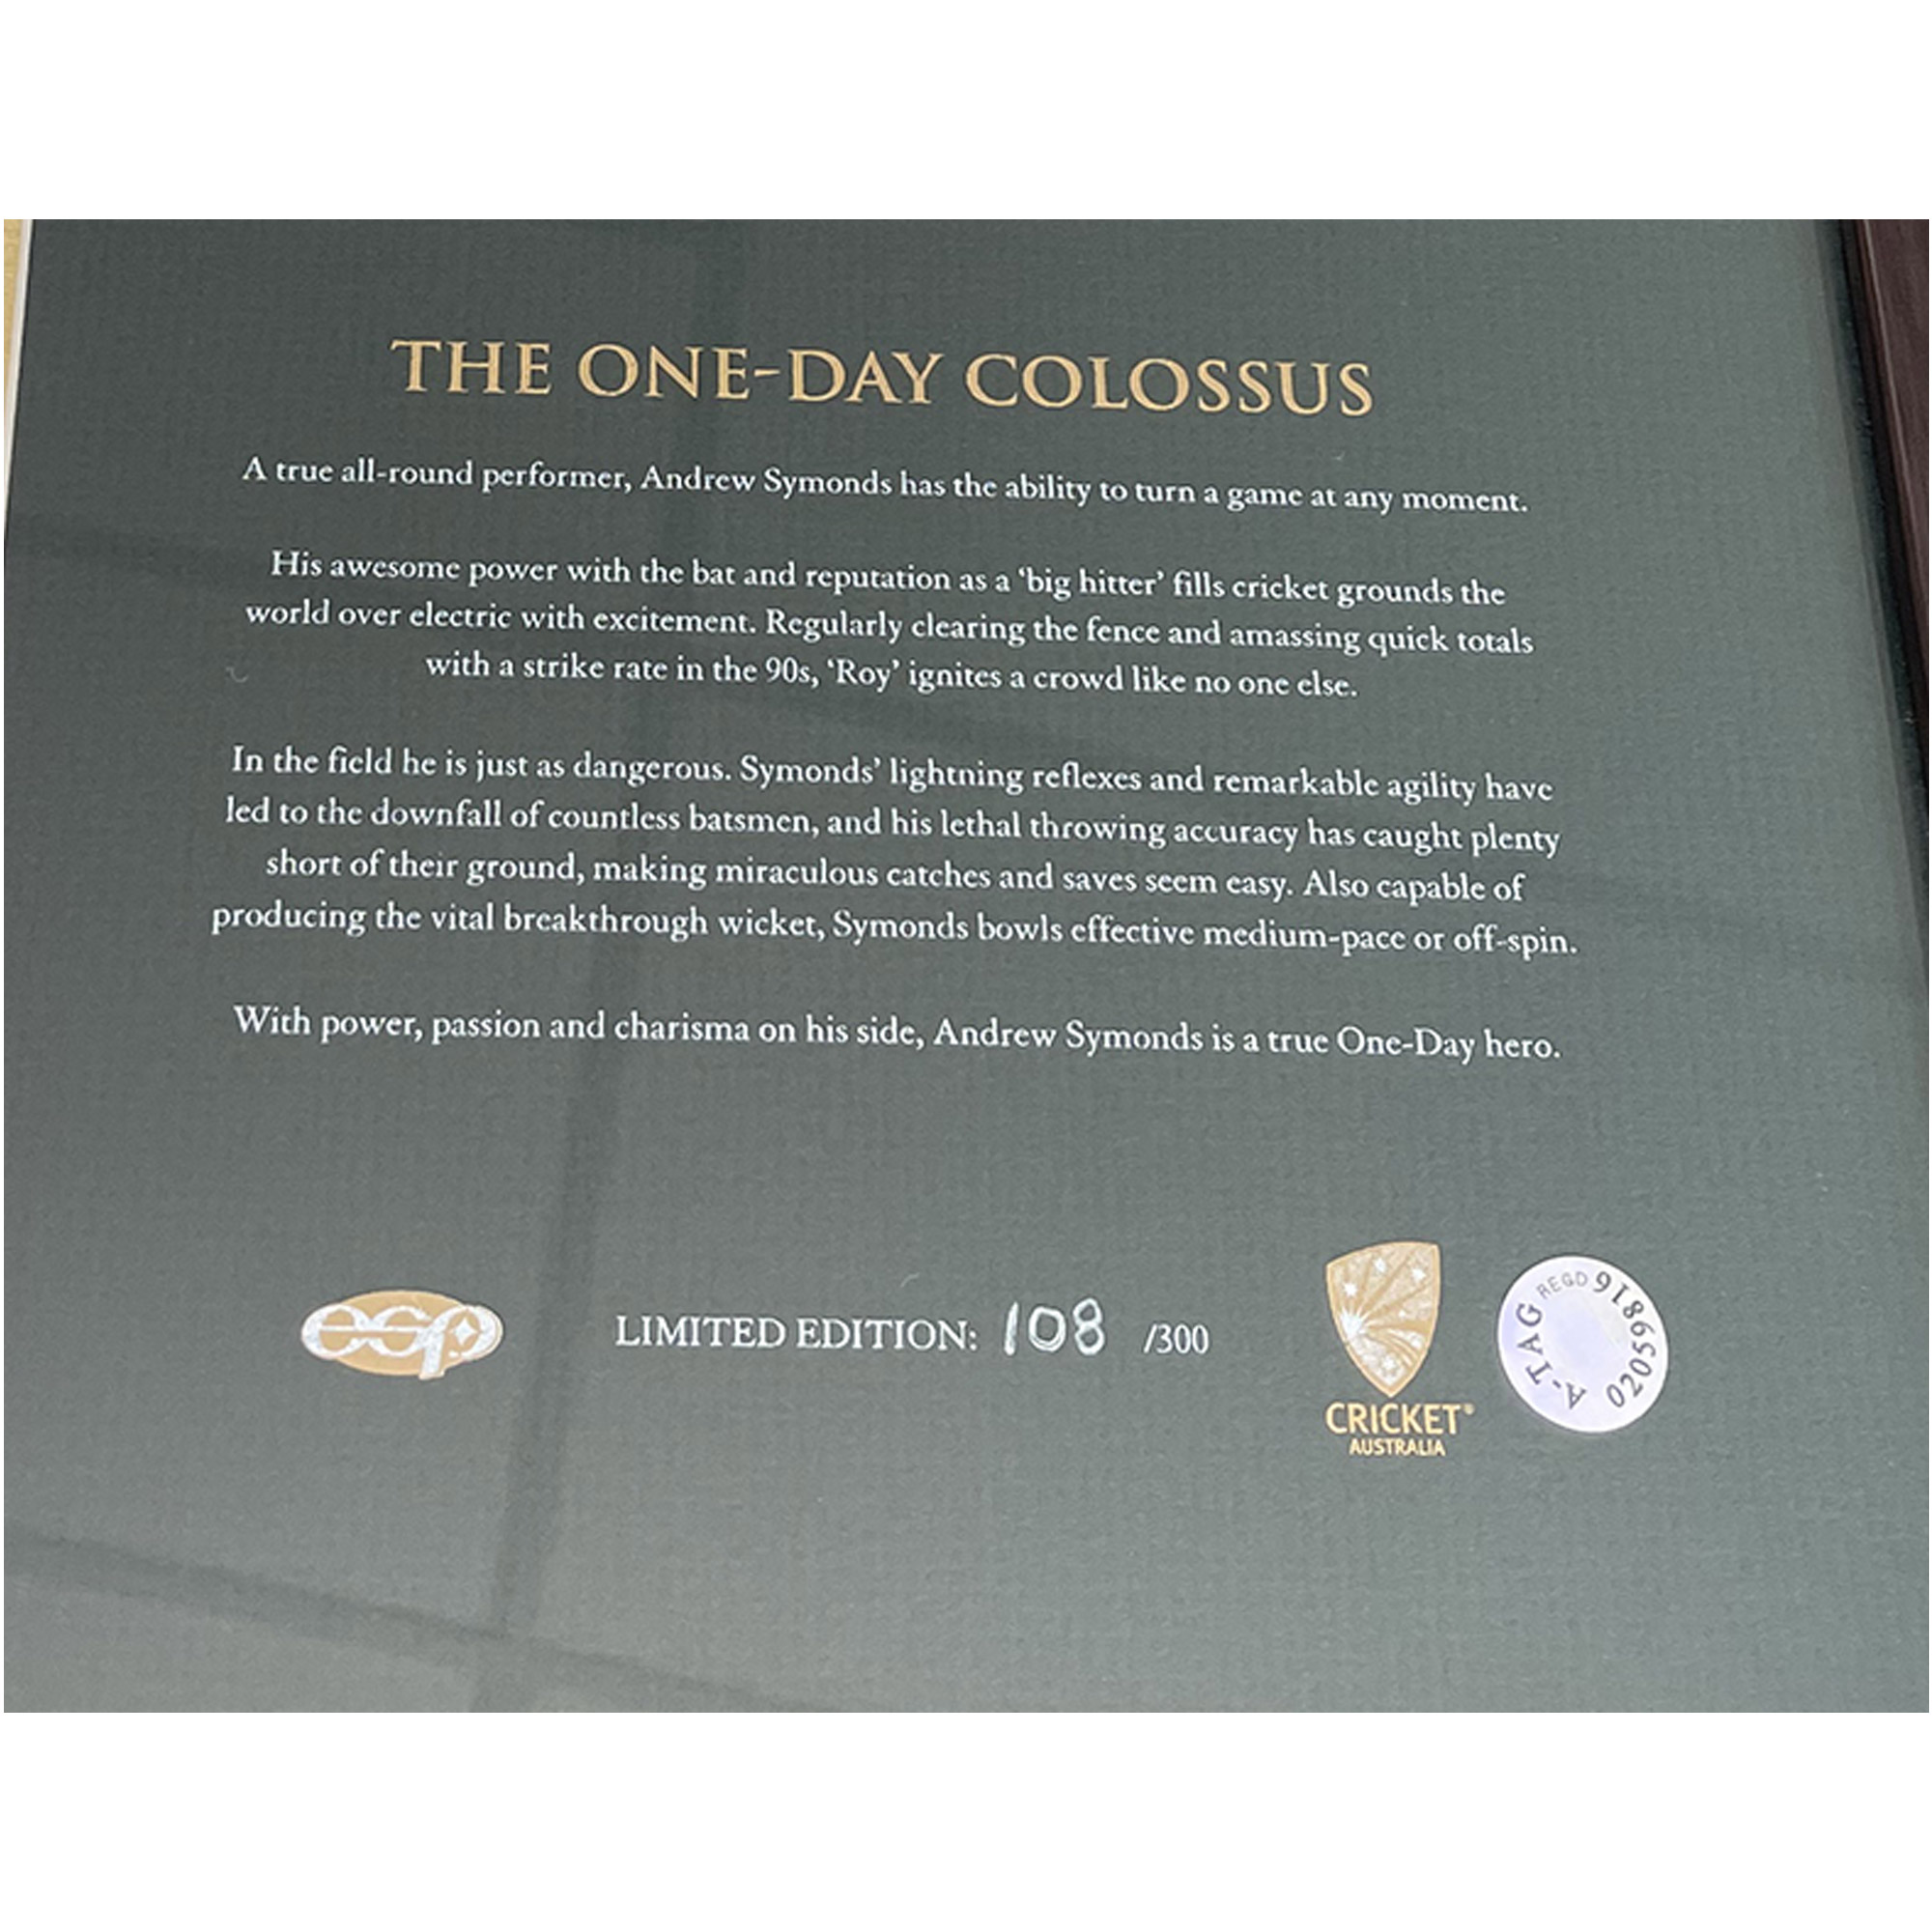 THE ONE-DAY COLOSSUS
A true all-round performer, Andrew Symonds has the ability to turn a game at any moment.
His awesome power with the bat and reputation as a ‘big hitter’ fills cricket grounds the
world over electric with excitement. Regularly clearing the fence and amassing quick totals
with a strike rate in the 90s, ‘Roy’ ignites a crowd like no one else.
In the field he is just as dangerous. Symonds’ lightning reflexes and remarkable agility have
led to the downfall of countless batsmen, and his lethal throwing accuracy has caught plenty
short of their ground, making miraculous catches and saves seem easy. Also capable of
producing the vital breakthrough wicket, Symonds bowls effective medium-pace or off-spin.
With power, passion and charisma on his side, Andrew Symonds is a true One-Day hero.
LIMITED EDITION: 108 /300
CRICKET®
AUSTRALIA
A-TAG REGD 91865020